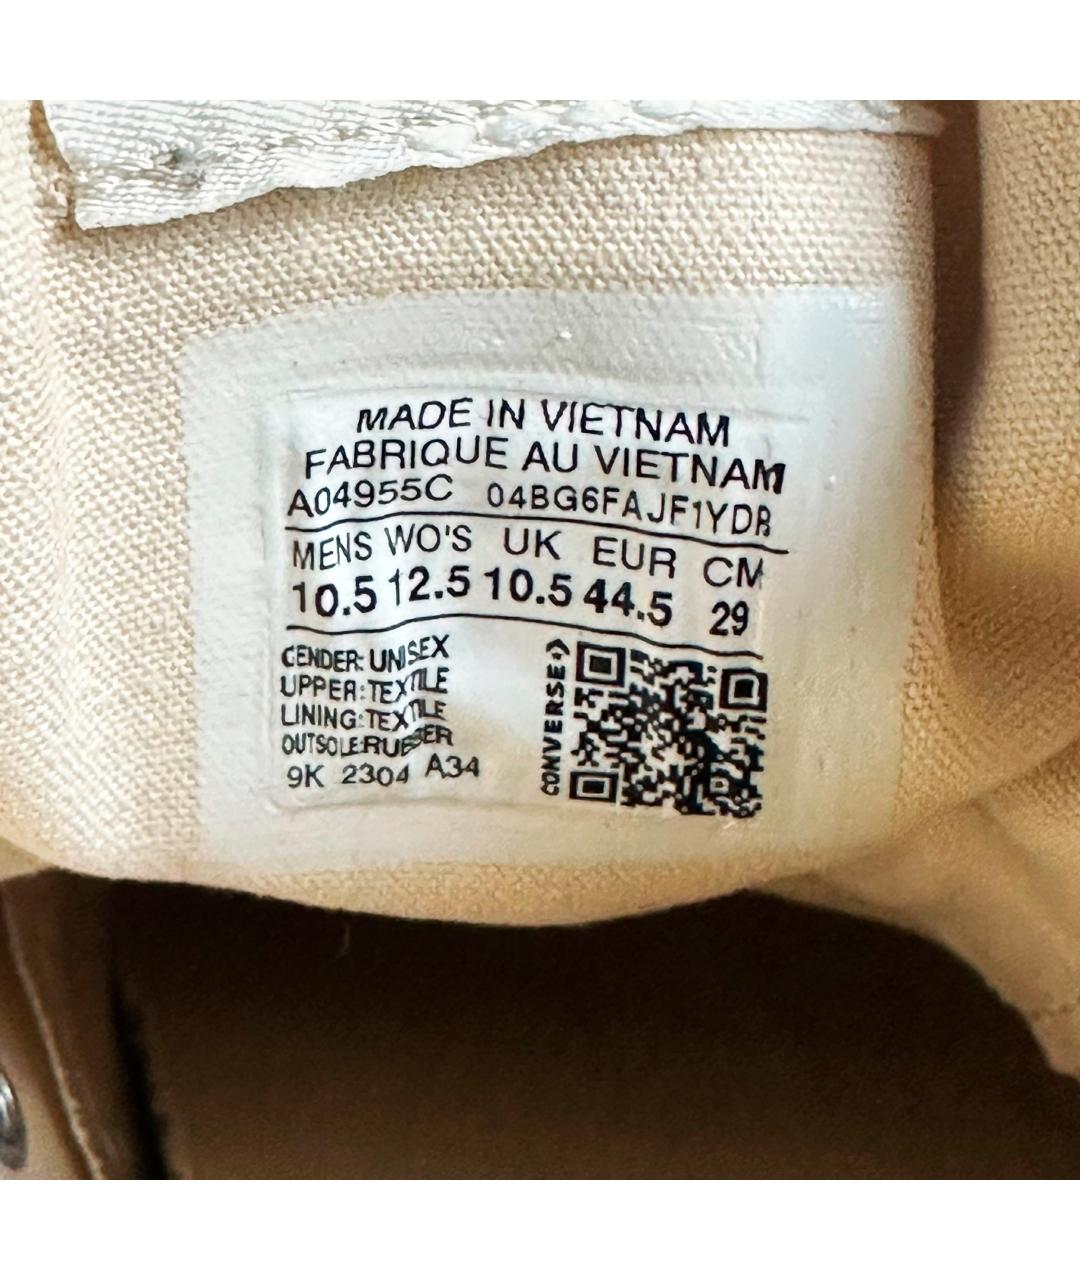 MADE IN VIETNAM
FABRIQUE AU VIETNAM
A04955C 04BG6FAJF1YDR
MENS WO'S UK EUR CM
10.5 12.5 10.5 44.5 29
GENDER: UNISEX
UPPER: TEXTILE
LINING: TEXTILE
OUTSOLE: RUBBER
9K 2304 A34
CONVERSE